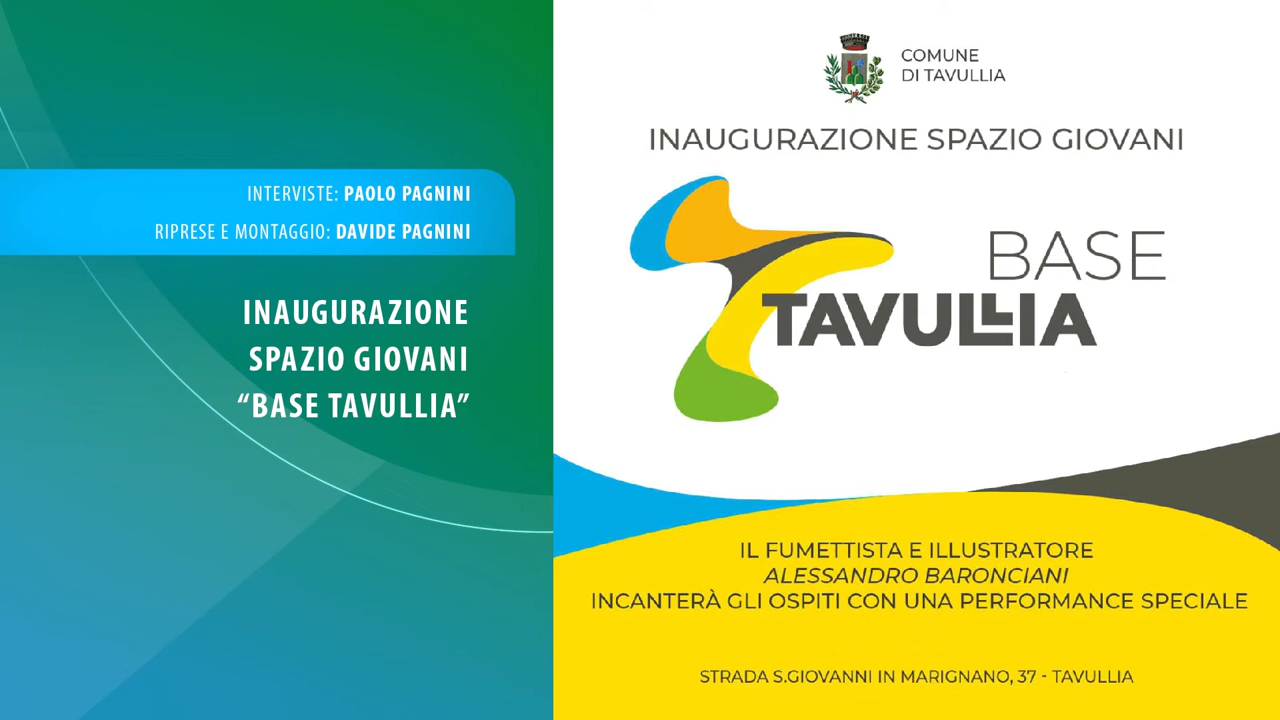 INTERVISTE: PAOLO PAGNINI
RIPRESE E MONTAGGIO: DAVIDE PAGNINI
INAUGURAZIONE
SPAZIO GIOVANI
“BASE TAVULLIA”
COMUNE
DI TAVULLIA
INAUGURAZIONE SPAZIO GIOVANI
BASE
TAVULLIA
IL FUMETTISTA E ILLUSTRATORE
ALESSANDRO BARONCIANI
INCANTERÀ GLI OSPITI CON UNA PERFORMANCE SPECIALE
STRADA S.GIOVANNI IN MARIGNANO, 37 - TAVULLIA